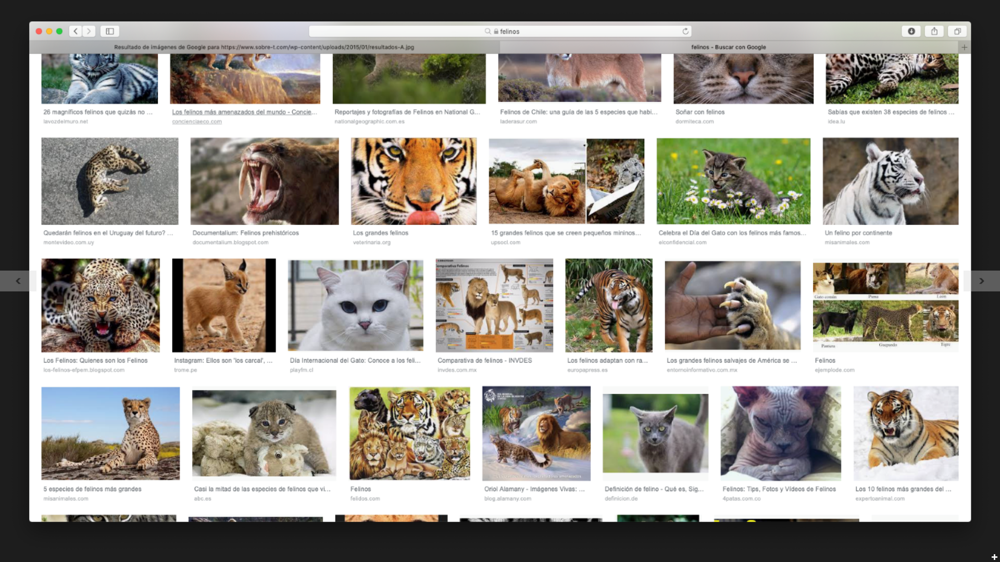 felinos
Resultado de imágenes de Google para https://www.sobre-t.com/wp-content/uploads/2015/01/resultados-A.jpg
felinos - Buscar con Google
26 magníficos felinos que quizás no ...
lavozdelmuro.net
Los felinos más amenazados del mundo - Concie...
concienciaeco.com
Reportajes y fotografías de Felinos en National G...
nationalgeographic.com.es
Felinos de Chile: una guía de las 5 especies que habi...
laderasur.com
Soñar con felinos
dormiteca.com
Sabías que existen 38 especies de felinos ...
idea.lu
Quedarán felinos en el Uruguay del futuro? ...
montevideo.com.uy
Documentalium: Felinos prehistóricos
documentalium.blogspot.com
Los grandes felinos
veterinaria.org
15 grandes felinos que se creen pequeños mininos...
upsocl.com
Celebra el Día del Gato con los felinos más famos...
elconfidencial.com
Un felino por continente
misanimales.com
Comparativa Felinos
Gato común
Puma
León
Pantera
Guepardo
Tigre
Los Felinos: Quienes son los Felinos
los-felinos-efpem.blogspot.com
Instagram: Ellos son 'los carcal', ...
trome.pe
Día Internacional del Gato: Conoce a los feli...
playfm.cl
Comparativa de felinos - INVDES
invdes.com.mx
Los felinos adaptan con ra...
europapress.es
Los grandes felinos salvajes de América se ...
entornoinformativo.com.mx
Felinos
ejemplode.com
DIA MUNDIAL
DE LA VIDA SILVESTRE
5 especies de felinos más grandes
misanimales.com
Casi la mitad de las especies de felinos que vi...
abc.es
Felinos
felidos.com
Oriol Alamany - Imágenes Vivas: ...
blog.alamany.com
Definición de felino - Qué es, Sig...
definicion.de
Felinos: Tips, Fotos y Vídeos de Felinos
4patas.com.co
Los 10 felinos más grandes del ...
expertoanimal.com